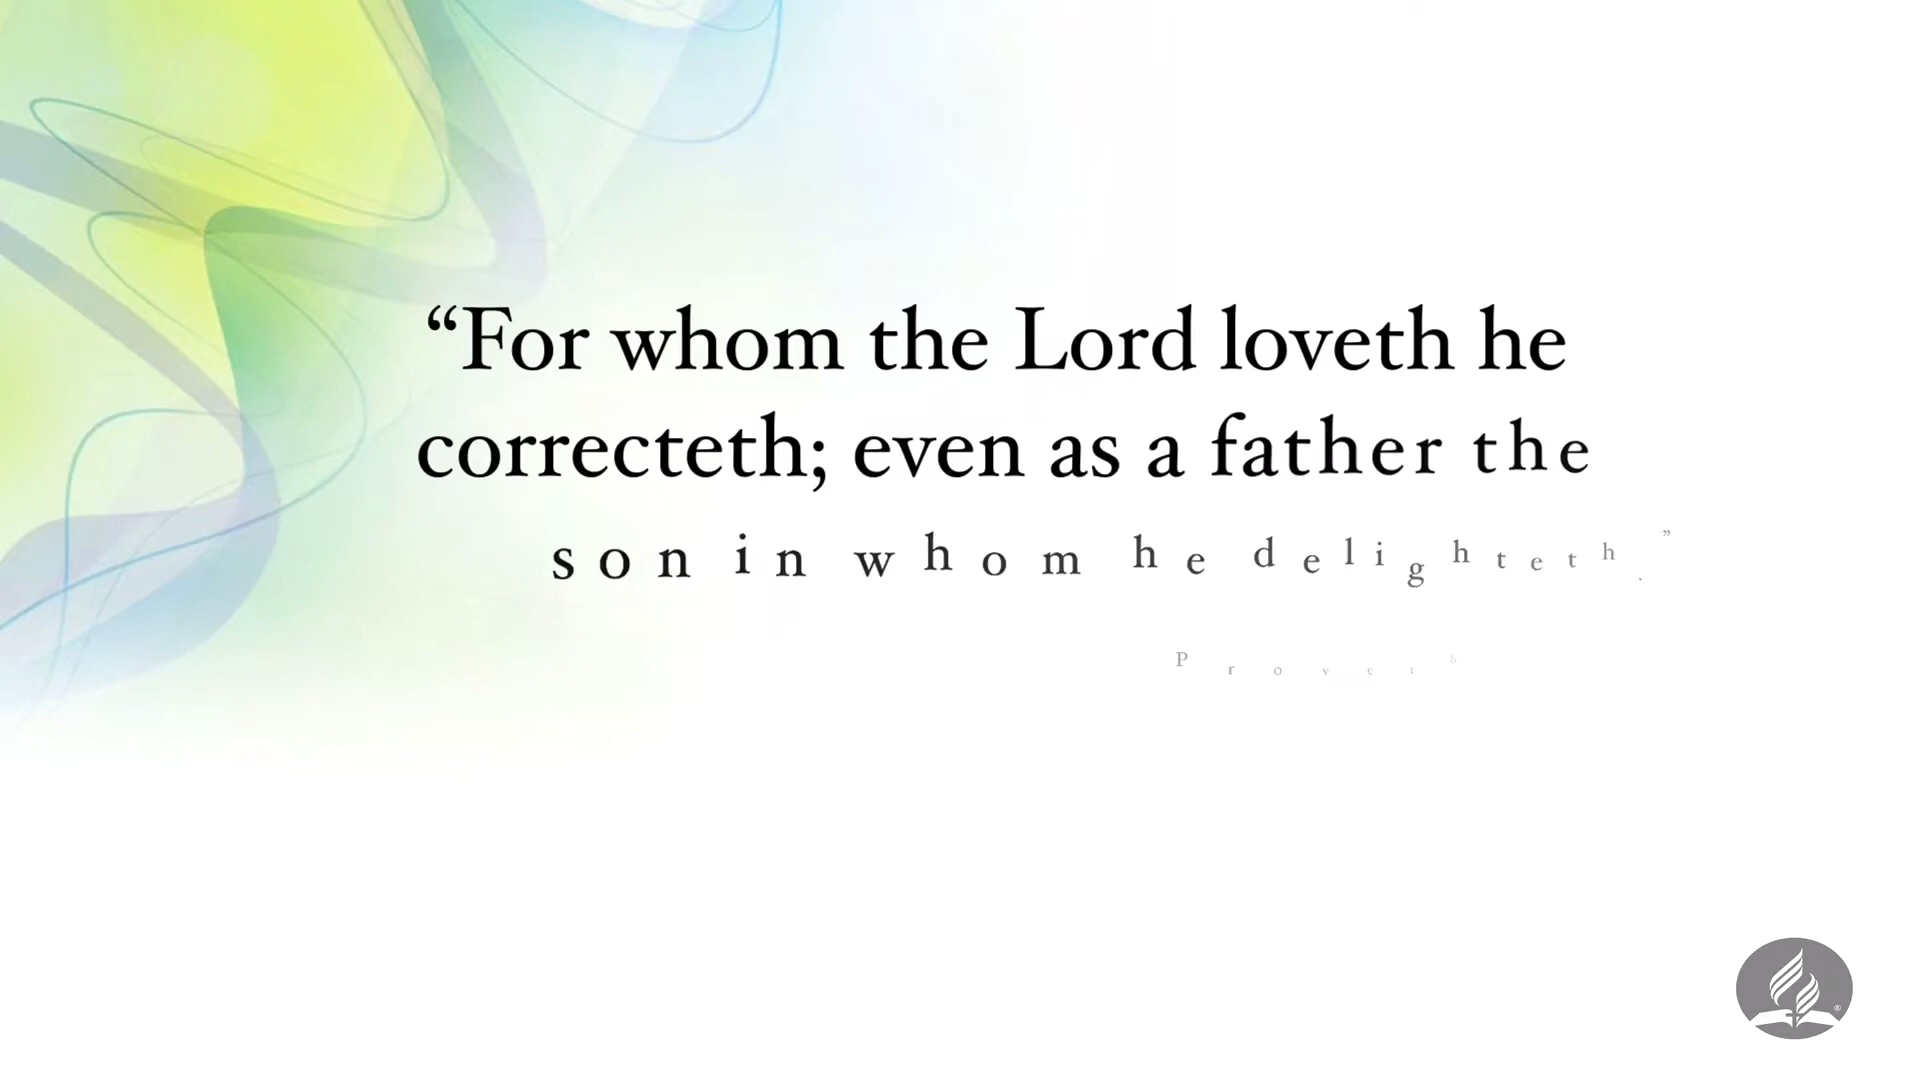 “For whom the Lord loveth he
correcteth; even as a father the
son in whom he delighteth.”